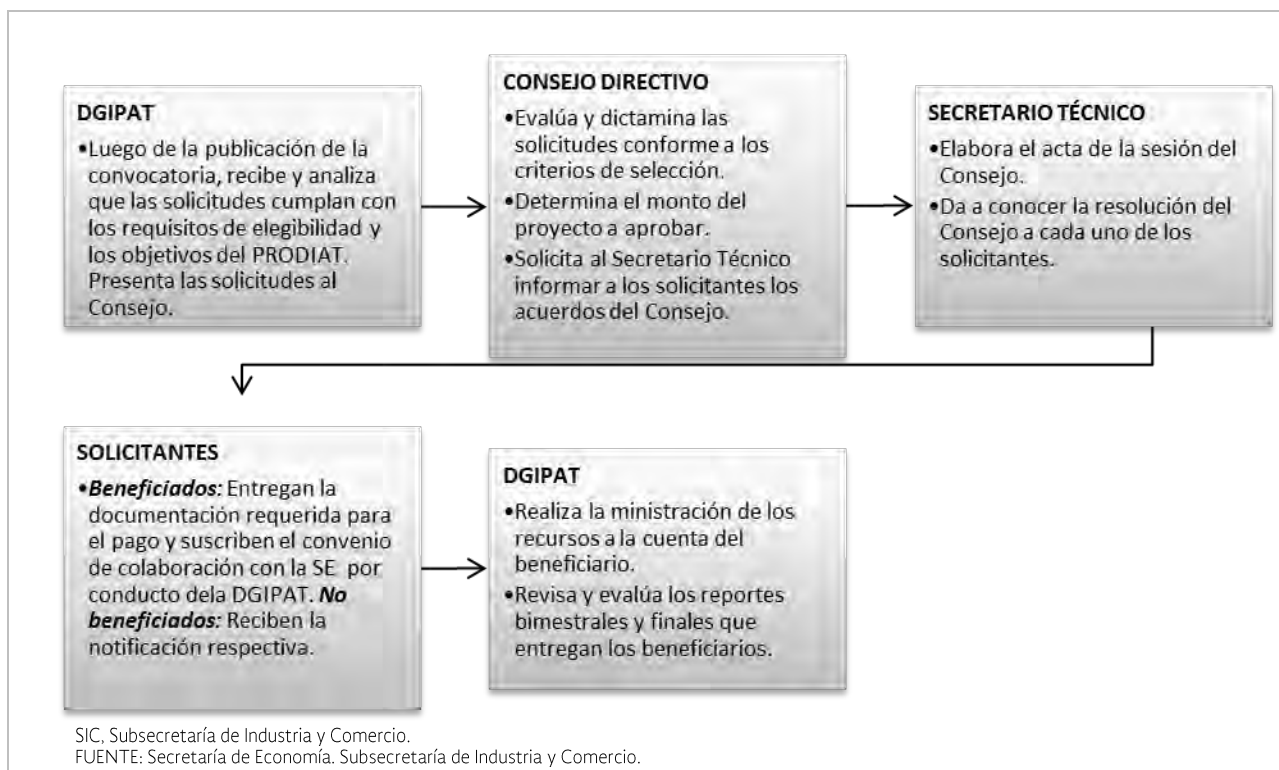 DGIPAT
•Luego de la publicación de la
convocatoria, recibe y analiza
que las solicitudes cumplan con
los requisitos de elegibilidad y
los objetivos del PRODIAT.
Presenta las solicitudes al
Consejo.
CONSEJO DIRECTIVO
•Evalúa y dictamina las
solicitudes conforme a los
criterios de selección.
•Determina el monto del
proyecto a aprobar.
•Solicita al Secretario Técnico
informar a los solicitantes los
acuerdos del Consejo.
SECRETARIO TÉCNICO
•Elabora el acta de la sesión del
Consejo.
•Da a conocer la resolución del
Consejo a cada uno de los
solicitantes.
SOLICITANTES
•Beneficiados: Entregan la
documentación requerida para
el pago y suscriben el convenio
de colaboración con la SE por
conducto dela DGIPAT. No
beneficiados: Reciben la
notificación respectiva.
DGIPAT
•Realiza la ministración de los
recursos a la cuenta del
beneficiario.
•Revisa y evalúa los reportes
bimestrales y finales que
entregan los beneficiarios.
SIC, Subsecretaría de Industria y Comercio.
FUENTE: Secretaría de Economía. Subsecretaría de Industria y Comercio.